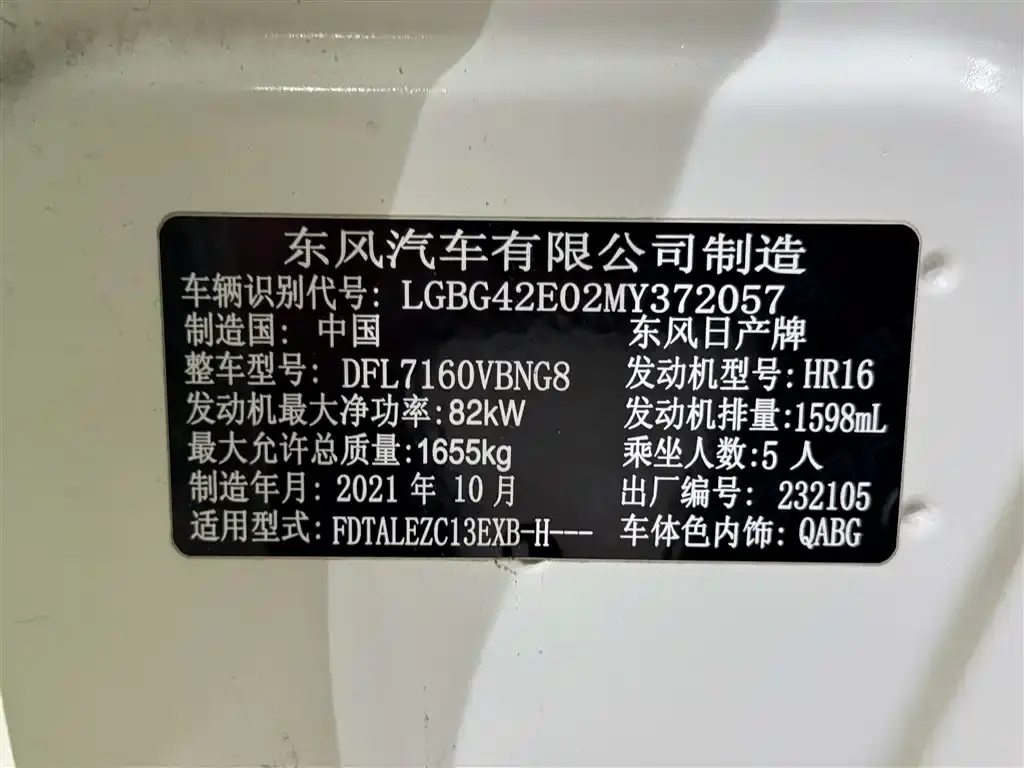 东风汽车有限公司制造
车辆识别代号: LGBG42E02MY372057
制造国: 中国 东风日产牌
整车型号: DFL7160VBNG8 发动机型号: HR16
发动机最大净功率:82kW 发动机排量:1598mL
最大允许总质量:1655kg 乘坐人数:5 人
制造年月: 2021 年 10 月 出厂编号: 232105
适用型式: FDTALEZC13EXB-H--- 车体色内饰: QABG